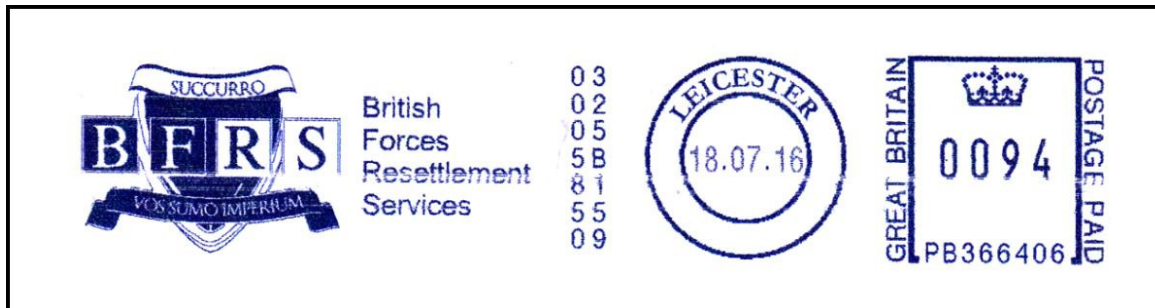 SUCCURRO
BFRS
VOS SUMO IMPERIUM
British
Forces
Resettlement
Services
03
02
05
5B
81
55
09
LEICESTER
18.07.16
GREAT BRITAIN
0094
POSTAGE PAID
PB366406